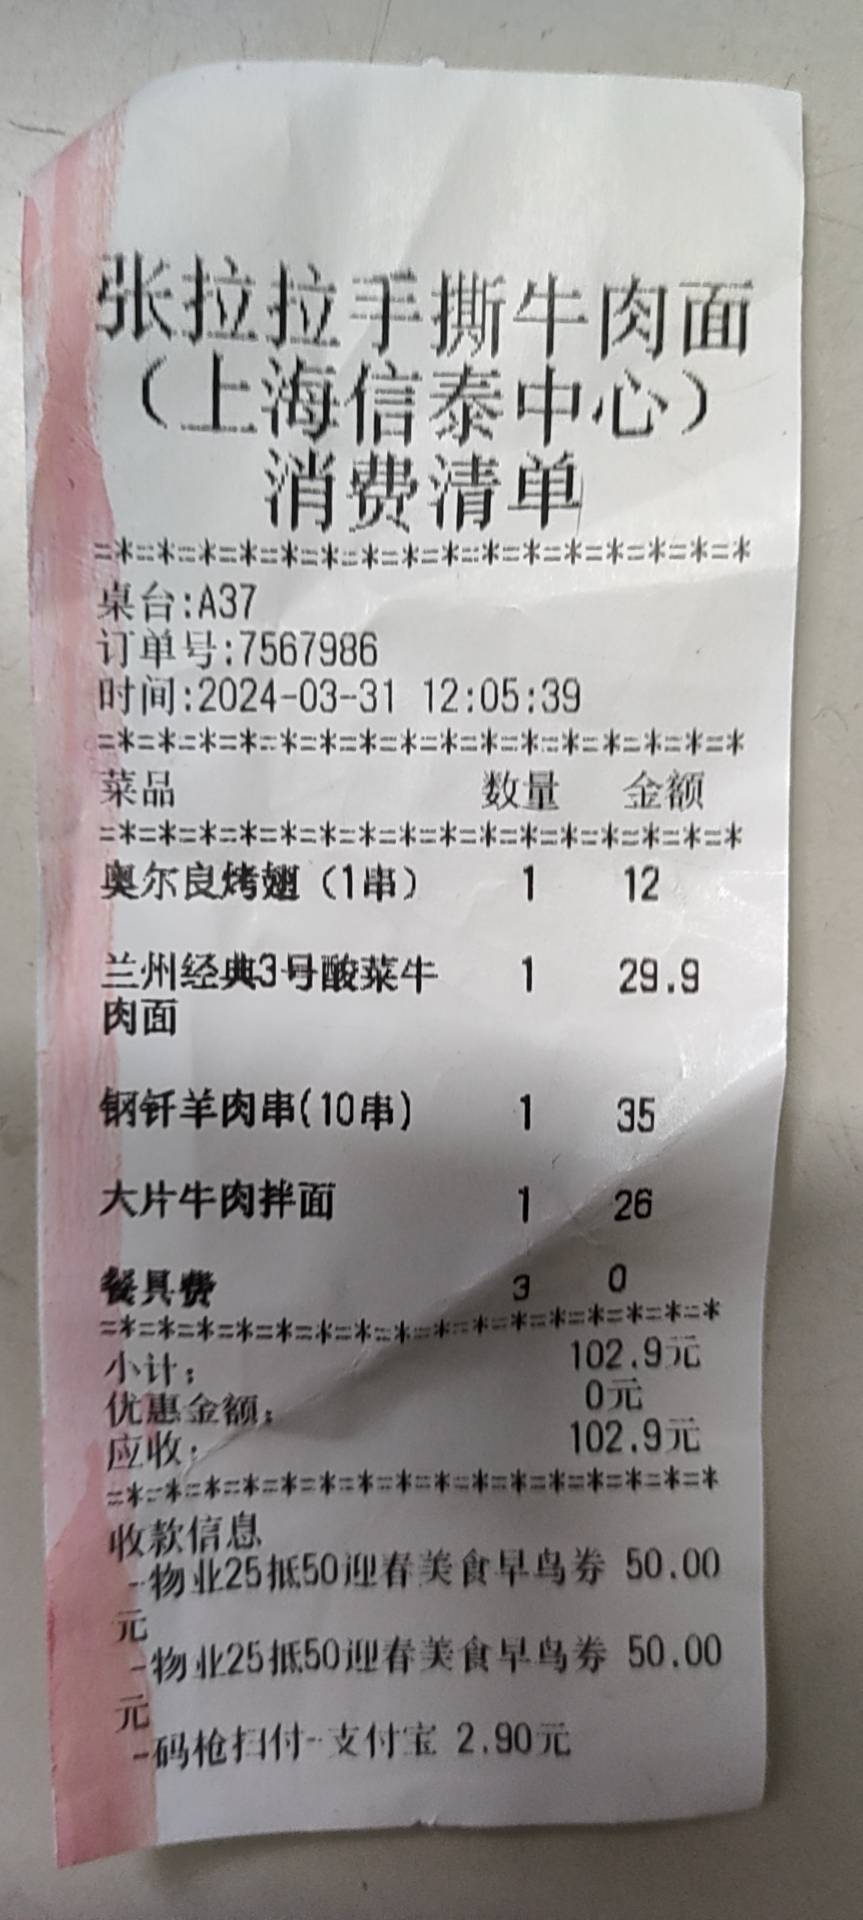 张拉拉手撕牛肉面
（上海信泰中心）
消费清单
=*=*=*=*=*=*=*=*=*=*=*=*=*=*=*=*
桌台:A37
订单号:7567986
时间:2024-03-31 12:05:39
=*=*=*=*=*=*=*=*=*=*=*=*=*=*=*=*
菜品 数量 金额
=*=*=*=*=*=*=*=*=*=*=*=*=*=*=*=*
奥尔良烤翅（1串） 1 12
兰州经典3号酸菜牛 1 29.9
肉面
钢钎羊肉串(10串) 1 35
大片牛肉拌面 1 26
餐具费 3 0
=*=*=*=*=*=*=*=*=*=*=*=*=*=*=*=*
小计: 102.9元
优惠金额: 0元
应收: 102.9元
=*=*=*=*=*=*=*=*=*=*=*=*=*=*=*=*
收款信息
-物业25抵50迎春美食早鸟券 50.00
元
-物业25抵50迎春美食早鸟券 50.00
元
-码枪扫付-支付宝 2.90元